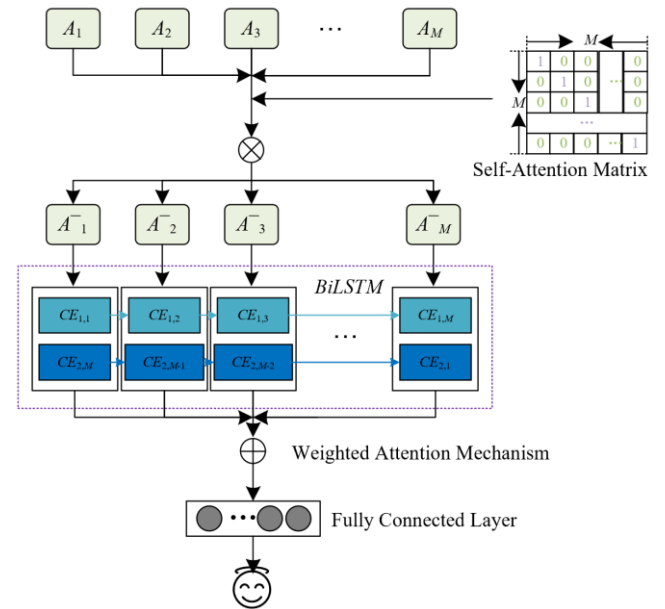 A1 A2 A3 ... AM
M
M
1 0 0 0
0 1 0 ... 0
0 0 1 0
...
0 0 0 ... 1
Self-Attention Matrix
A⁻1 A⁻2 A⁻3 A⁻M
BiLSTM
CE1,1 CE1,2 CE1,3 CE1,M
...
CE2,M CE2,M-1 CE2,M-2 CE2,1
Weighted Attention Mechanism
... Fully Connected Layer